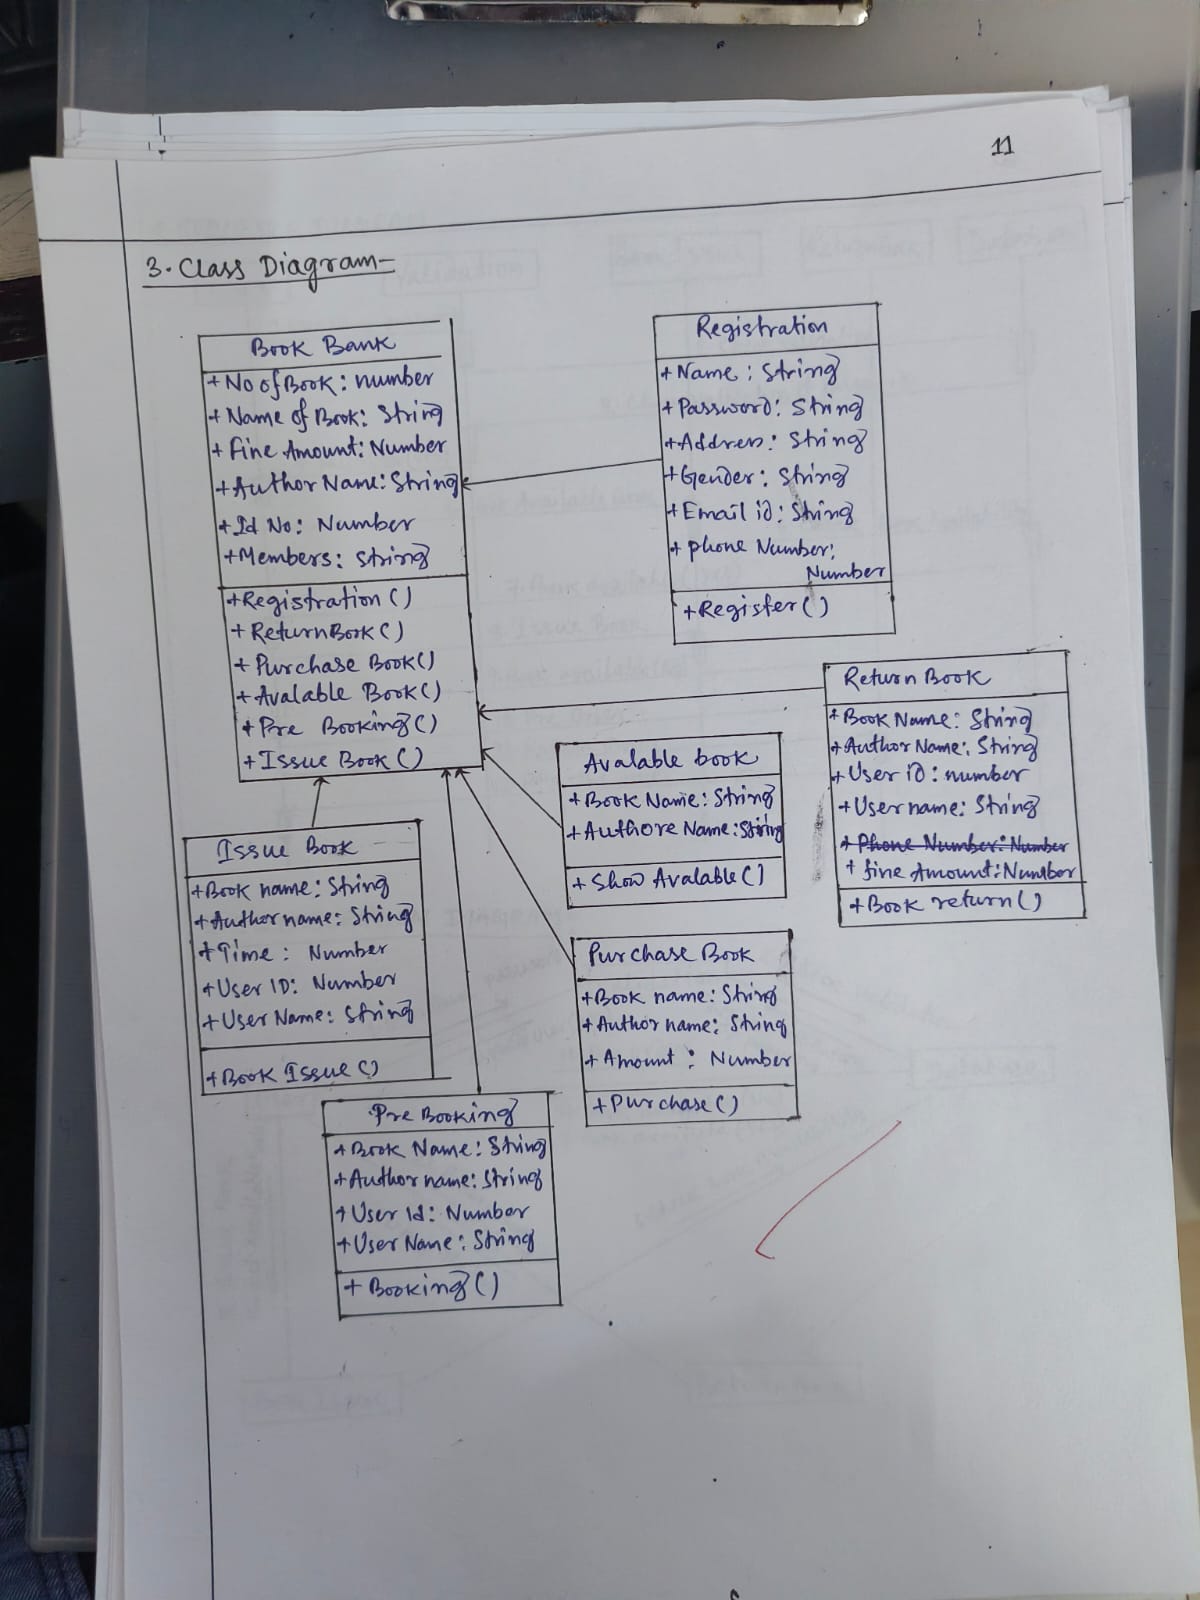 11
3. Class Diagram-
Book Bank
+ No of Book: number
+ Name of Book: String
+ Fine Amount: Number
+ Author Name: String
+ Id No: Number
+ Members: String
+ Registration ()
+ Return Book ()
+ Purchase Book()
+ Avalable Book()
+ Pre Booking ()
+ Issue Book ()
Registration
+ Name : String
+ Password: String
+ Address: String
+ Gender: String
+ Email id: String
+ phone Number:
Number
+ Register()
Return Book
+ Book Name: String
+ Author Name: String
+ User id: number
+ User name: String
+ Phone Number: Number
+ fine Amount: Number
+ Book return()
Avalable book
+ Book Name: String
+ Authore Name: String
+ Show Avalable()
Issue Book
+ Book name: String
+ Author name: String
+ Time : Number
+ User ID: Number
+ User Name: String
+ Book Issue ()
Purchase Book
+ Book name: String
+ Author name: String
+ Amount : Number
+ Purchase()
Pre Booking
+ Book Name: String
+ Author name: String
+ User Id: Number
+ User Name: String
+ Booking ()